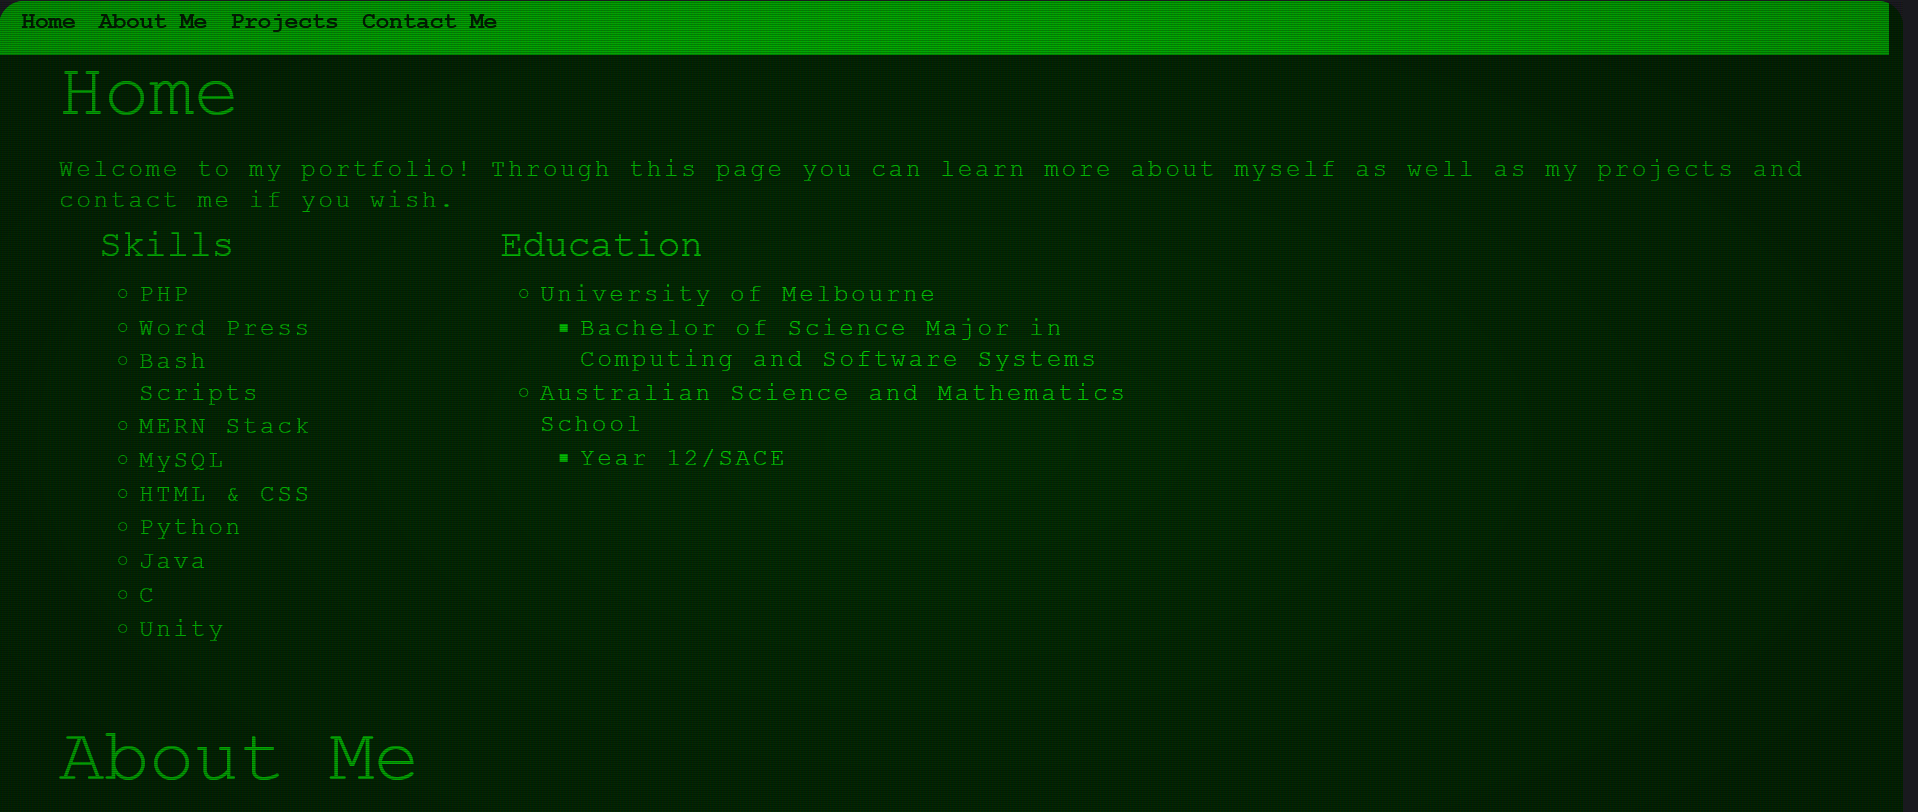 Home About Me Projects Contact Me
Home
Welcome to my portfolio! Through this page you can learn more about myself as well as my projects and
contact me if you wish.
Skills
PHP
Word Press
Bash
Scripts
MERN Stack
MySQL
HTML & CSS
Python
Java
C
Unity
Education
University of Melbourne
Bachelor of Science Major in
Computing and Software Systems
Australian Science and Mathematics
School
Year 12/SACE
About Me